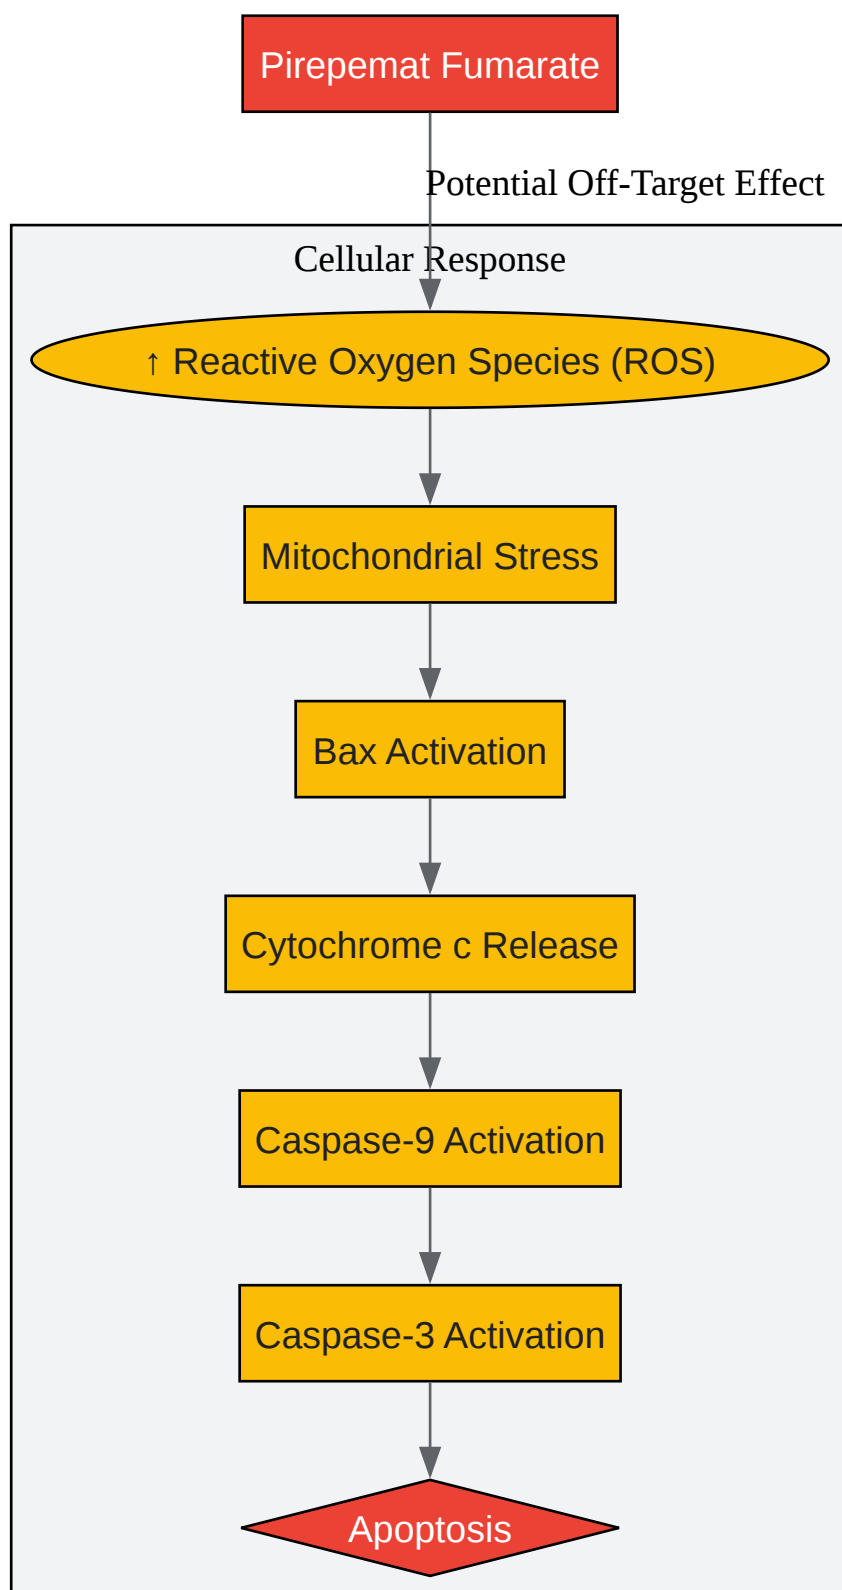 Pirepemat Fumarate
Potential Off-Target Effect
Cellular Response
↑ Reactive Oxygen Species (ROS)
Mitochondrial Stress
Bax Activation
Cytochrome c Release
Caspase-9 Activation
Caspase-3 Activation
Apoptosis